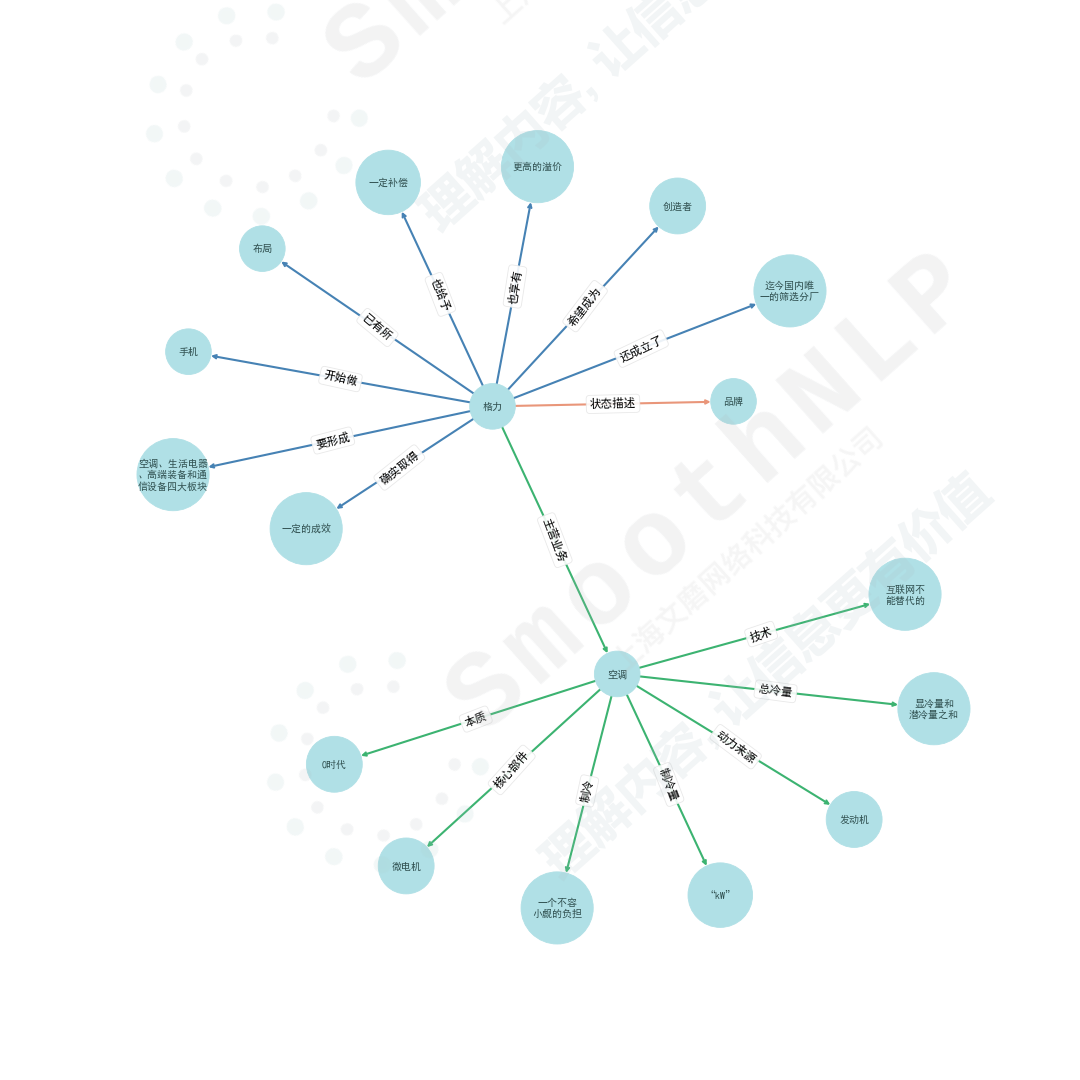 上海文磨网络科技有限公司
理解内容，让信息
SmoothNLP
理解内容，让信息更有价值
更高的溢价
一定补偿
创造者
布局
迄今国内唯
一的筛选分厂
手机
品牌
格力
空调、生活电器
、高端装备和通
信设备四大板块
一定的成效
也给予
也享有
希望成为
已有所
还成立了
开始做
状态描述
要形成
确实取得
主营业务
互联网不
能替代的
技术
空调
总冷量
显冷量和
潜冷量之和
本质
动力来源
O时代
核心部件
制冷
制冷量
发动机
微电机
一个不容
小觑的负担
“kW”